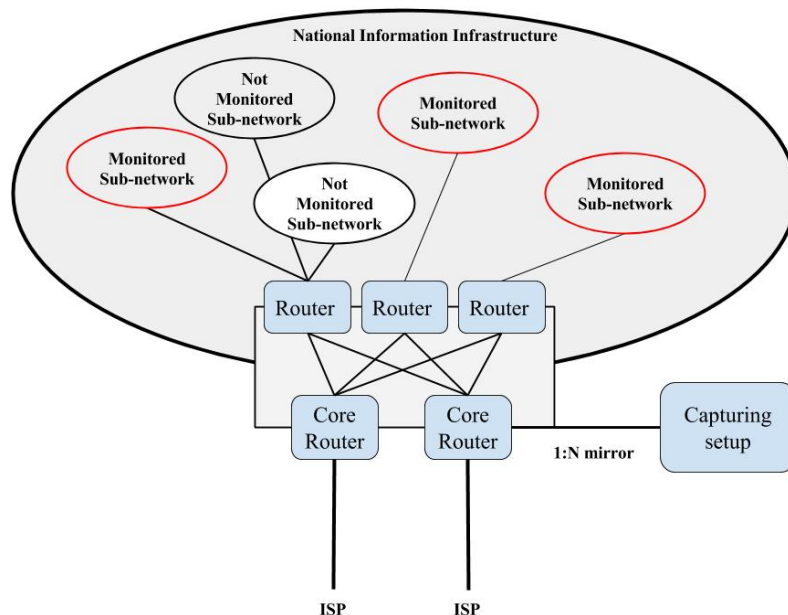 National Information Infrastructure
Not
Monitored
Sub-network
Monitored
Sub-network
Monitored
Sub-network
Not
Monitored
Sub-network
Monitored
Sub-network
Router
Router
Router
Core
Router
Core
Router
1:N mirror
Capturing
setup
ISP
ISP